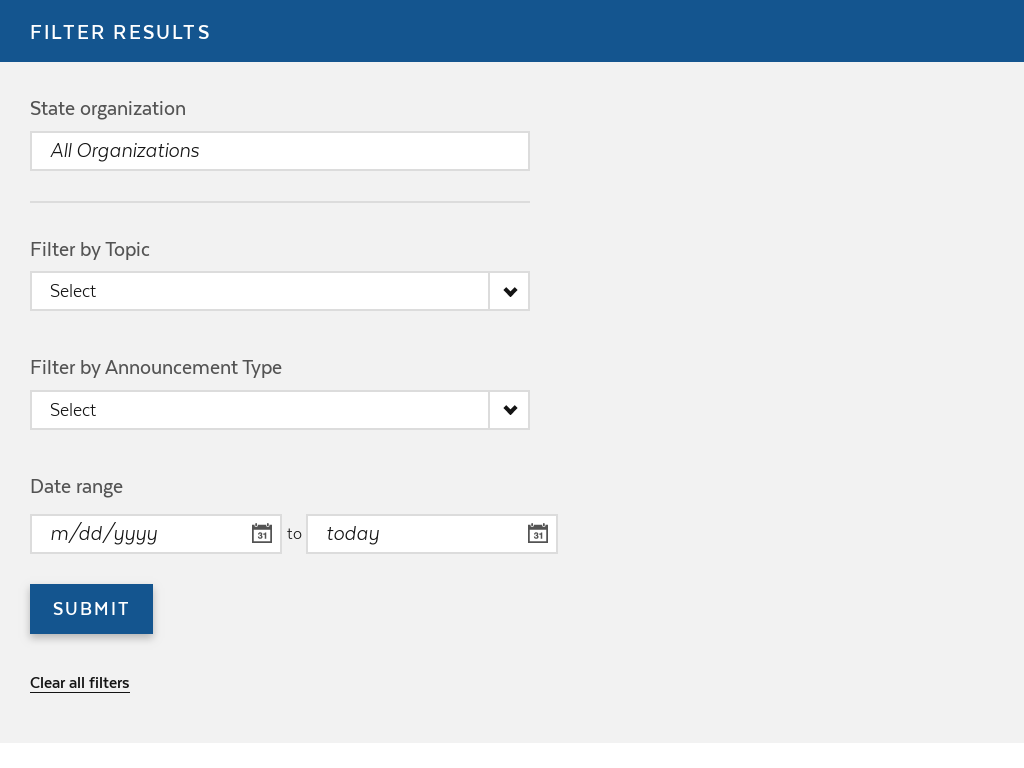 FILTER RESULTS
State organization
All Organizations
Filter by Topic
Select
Filter by Announcement Type
Select
Date range
m/dd/yyyy 31 to today 31
SUBMIT
Clear all filters